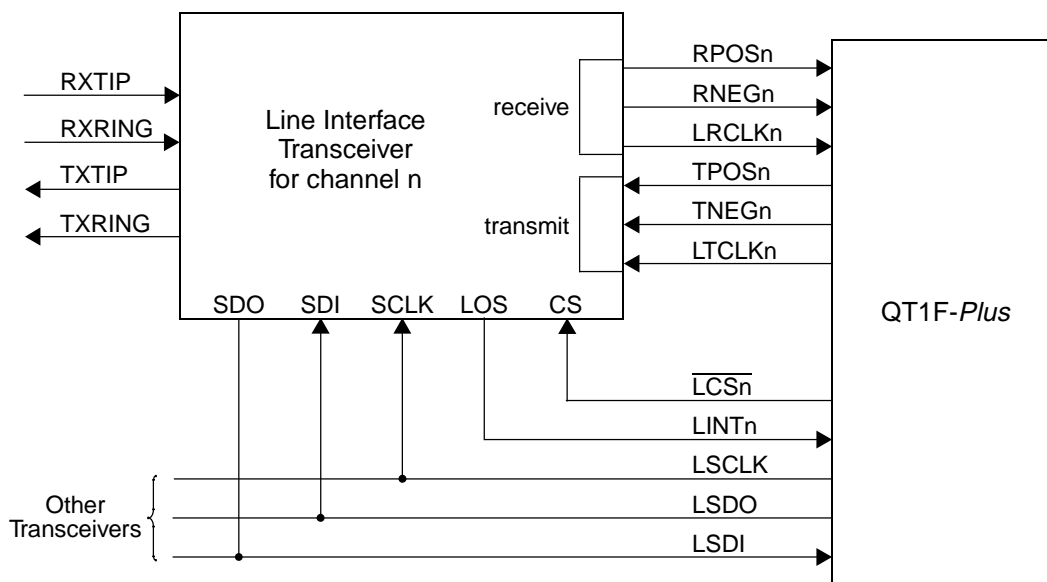 RXTIP
RXRING
TXTIP
TXRING
Line Interface
Transceiver
for channel n
receive
transmit
SDO SDI SCLK LOS CS
RPOSn
RNEGn
LRCLKn
TPOSn
TNEGn
LTCLKn
LCSn
LINTn
LSCLK
LSDO
LSDI
QT1F-Plus
Other
Transceivers